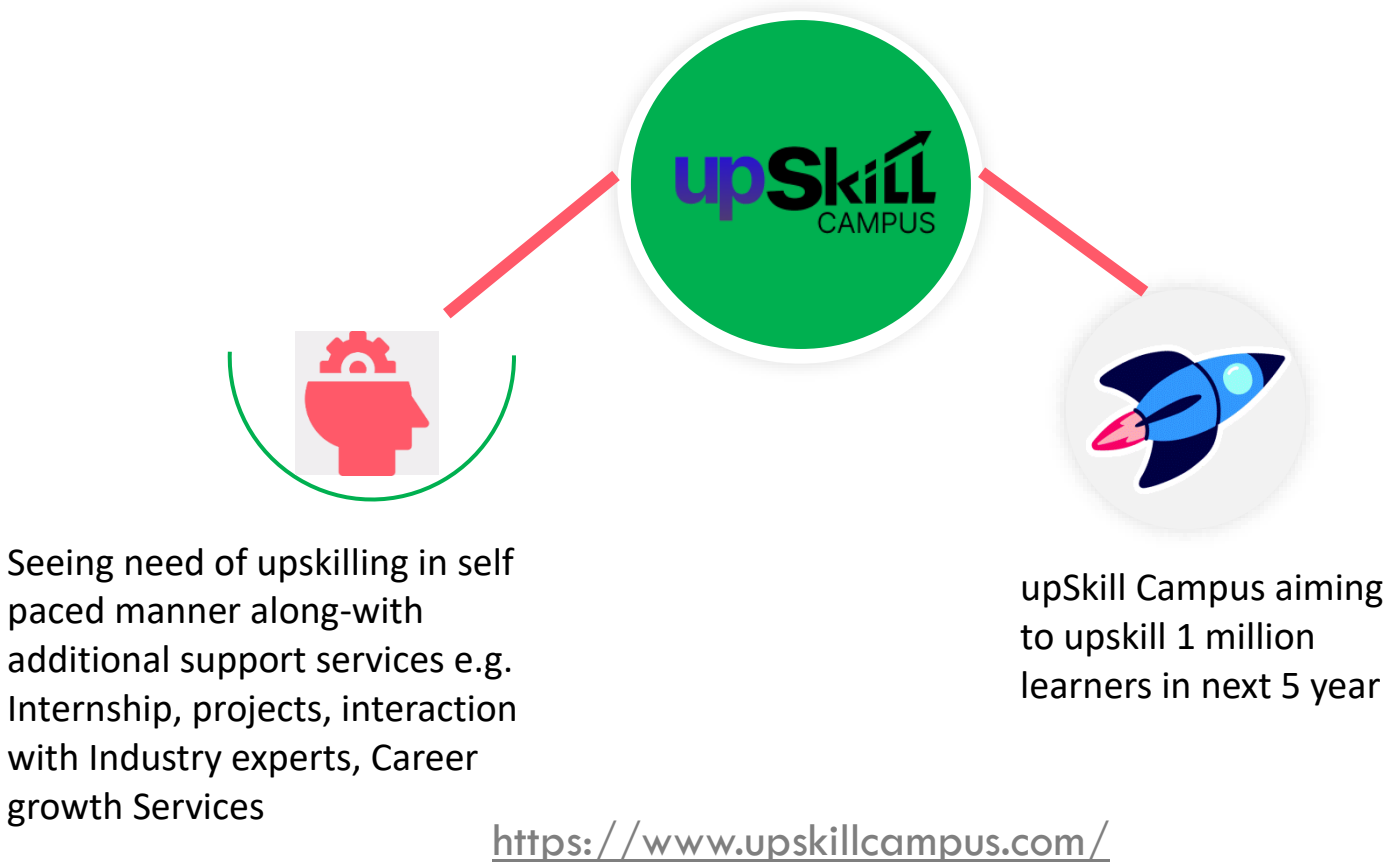 upSkill
CAMPUS
Seeing need of upskilling in self
paced manner along-with
additional support services e.g.
Internship, projects, interaction
with Industry experts, Career
growth Services
upSkill Campus aiming
to upskill 1 million
learners in next 5 year
https://www.upskillcampus.com/